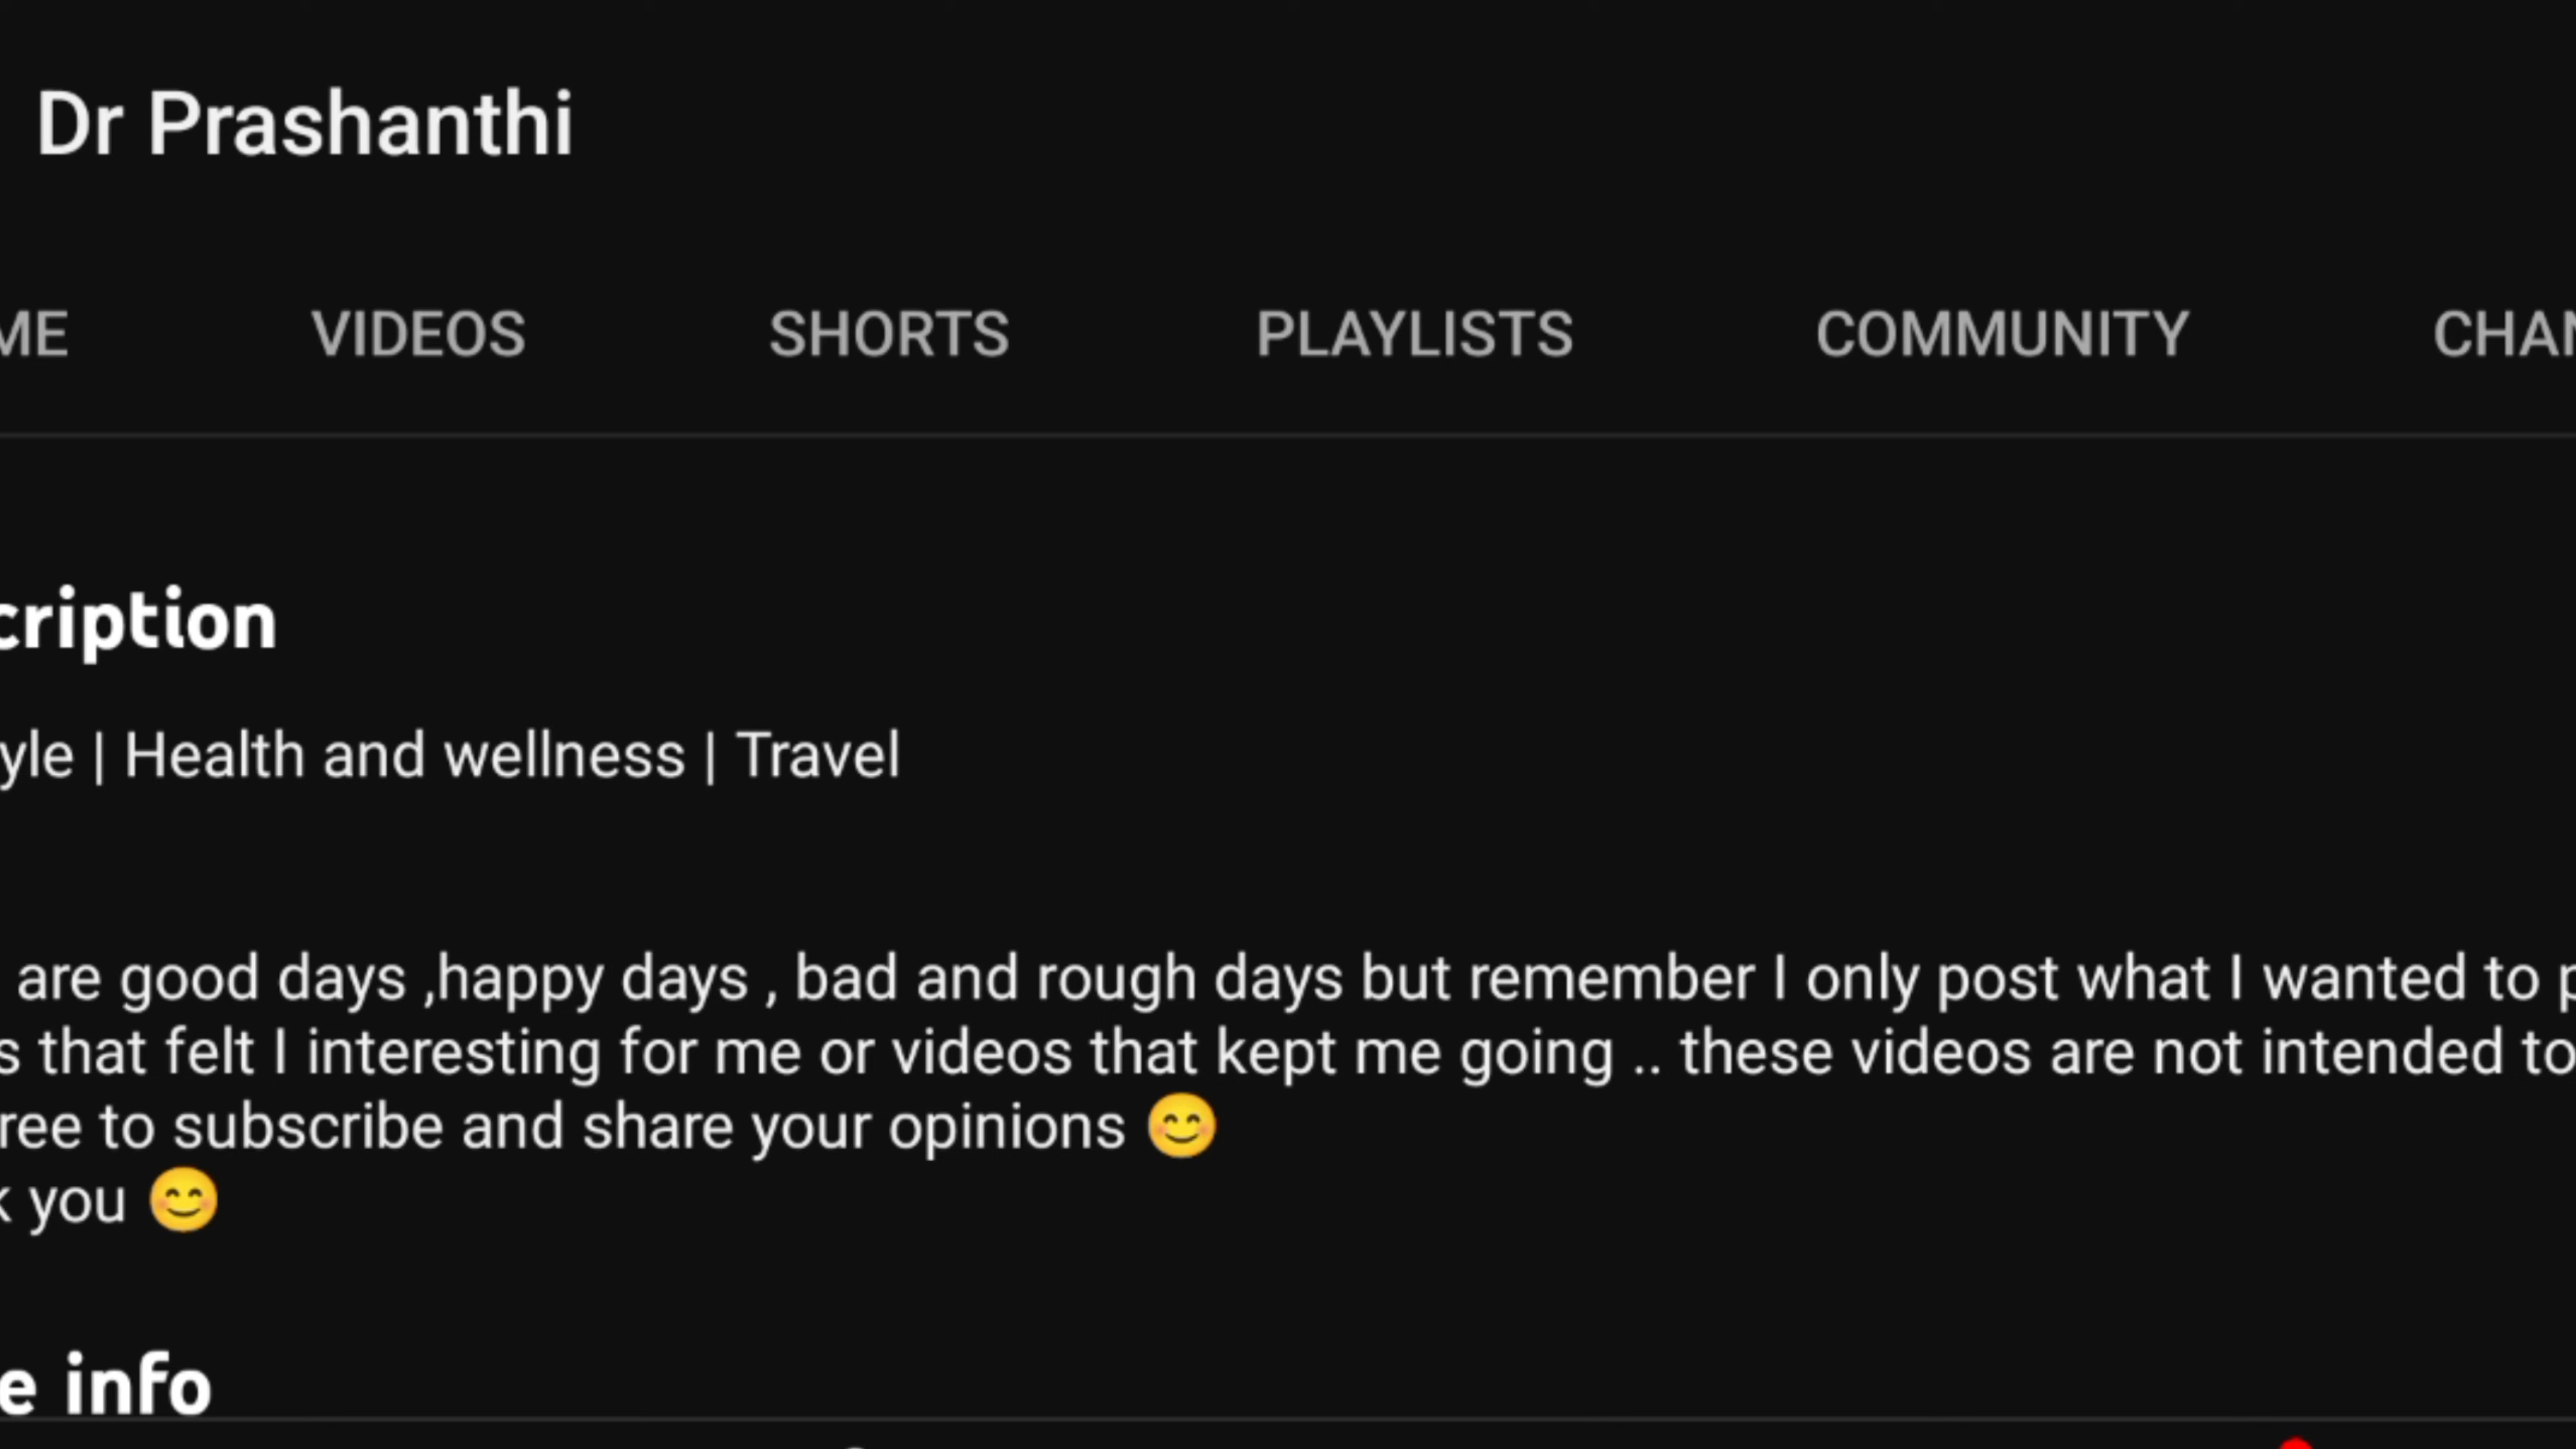 Dr Prashanthi
ME VIDEOS SHORTS PLAYLISTS COMMUNITY CHAN
cription
yle | Health and wellness | Travel
are good days ,happy days , bad and rough days but remember I only post what I wanted to p
s that felt I interesting for me or videos that kept me going .. these videos are not intended to
ree to subscribe and share your opinions 😊
k you 😊
e info